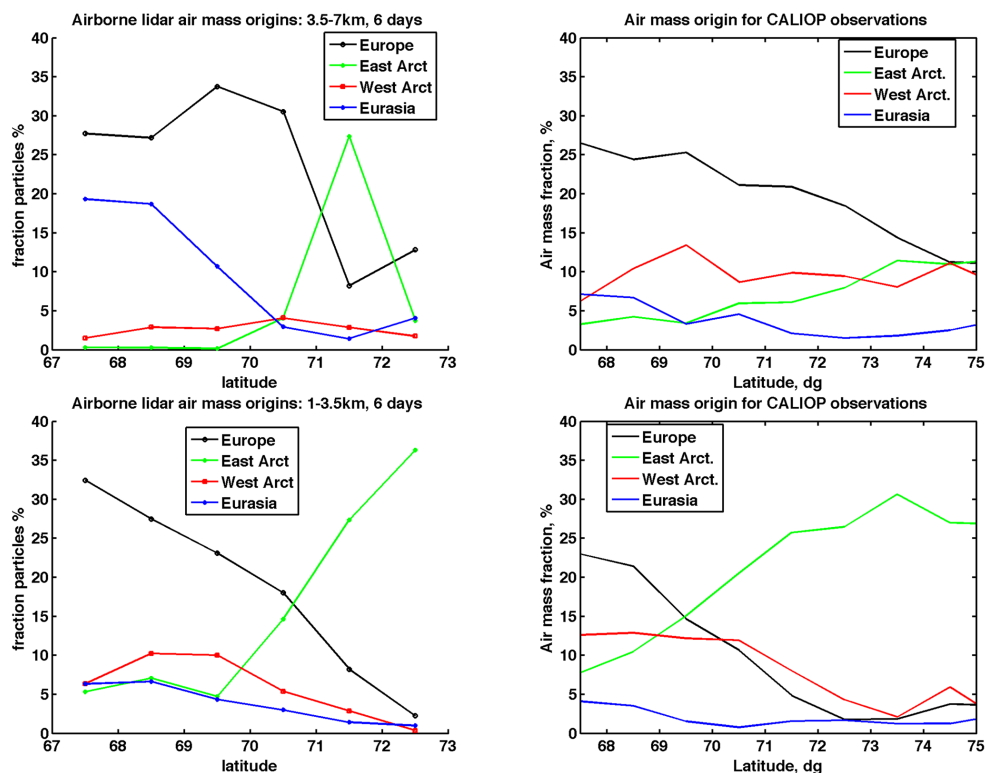 Airborne lidar air mass origins: 3.5-7km, 6 days
fraction particles %
40
35
30
25
20
15
10
5
0
Europe
East Arct
West Arct
Eurasia
67 68 69 70 71 72 73
latitude
Air mass origin for CALIOP observations
Air mass fraction, %
40
35
30
25
20
15
10
5
0
Europe
East Arct.
West Arct.
Eurasia
68 69 70 71 72 73 74 75
Latitude, dg
Airborne lidar air mass origins: 1-3.5km, 6 days
fraction particles %
40
35
30
25
20
15
10
5
0
Europe
East Arct
West Arct
Eurasia
67 68 69 70 71 72 73
latitude
Air mass origin for CALIOP observations
Air mass fraction, %
40
35
30
25
20
15
10
5
0
Europe
East Arct.
West Arct.
Eurasia
68 69 70 71 72 73 74 75
Latitude, dg